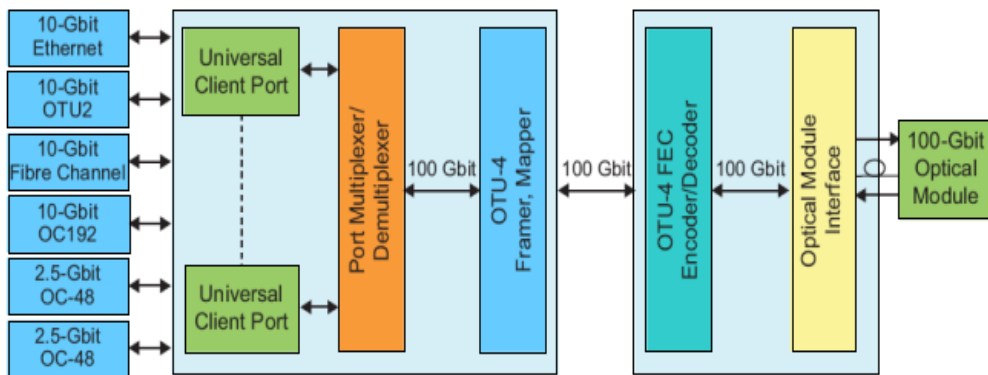 10-Gbit
Ethernet
10-Gbit
OTU2
10-Gbit
Fibre Channel
10-Gbit
OC192
2.5-Gbit
OC-48
2.5-Gbit
OC-48
Universal
Client Port
Universal
Client Port
Port Multiplexer/
Demultiplexer
100 Gbit
OTU-4
Framer, Mapper
100 Gbit
OTU-4 FEC
Encoder/Decoder
100 Gbit
Optical Module
Interface
100-Gbit
Optical
Module